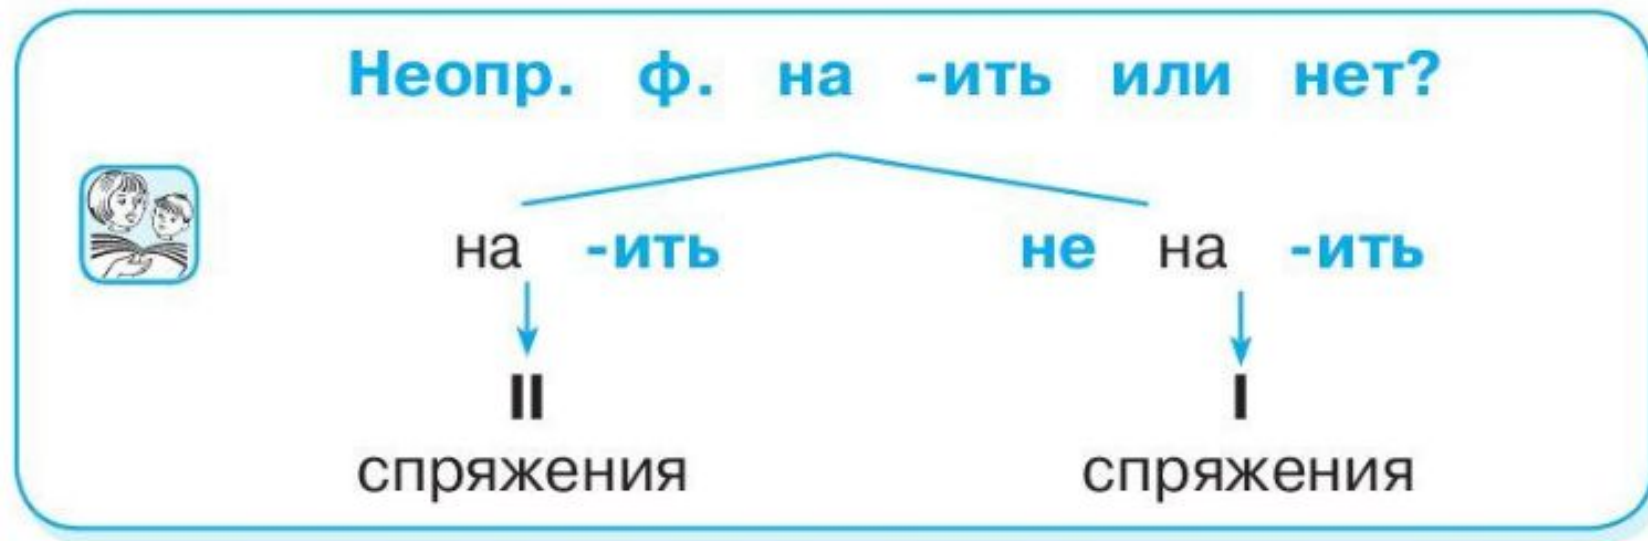 Неопр. ф. на -ить или нет?
на -ить не на -ить
II I
спряжения спряжения